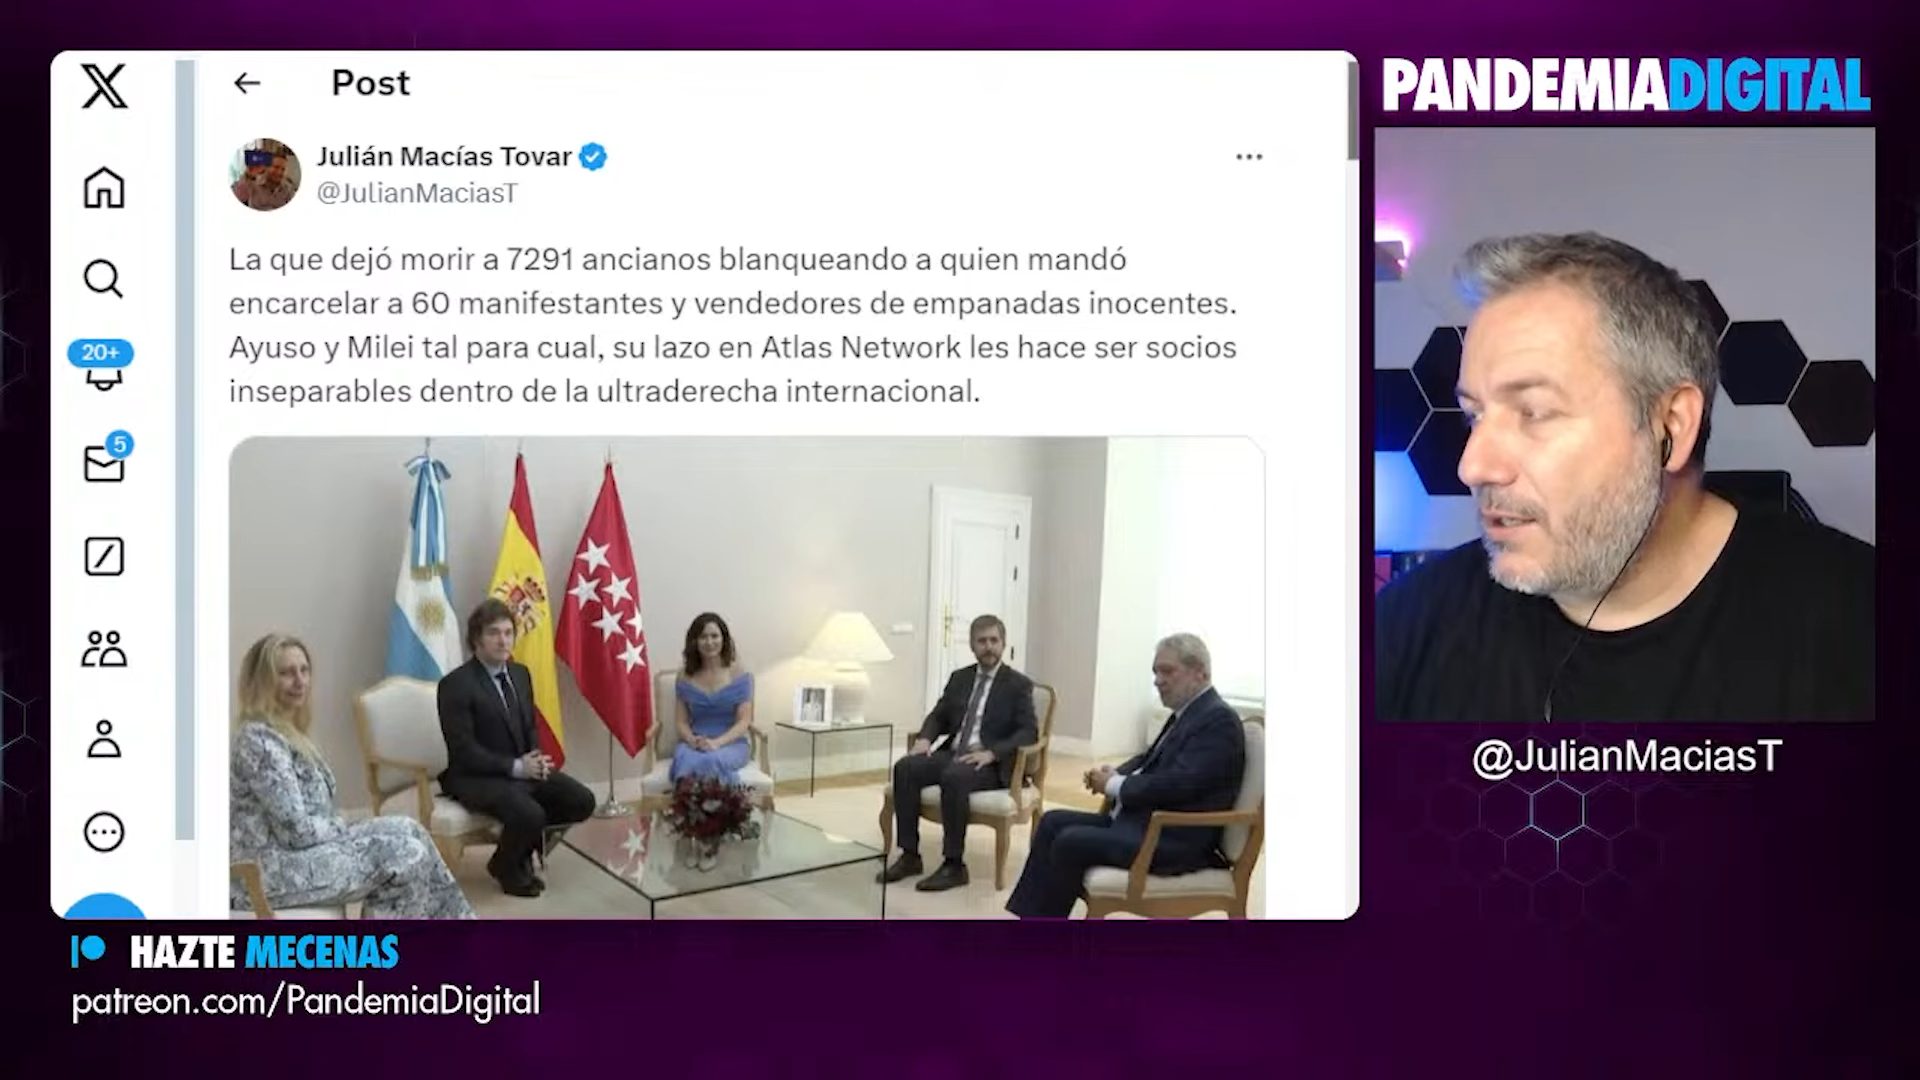 Post
Julián Macías Tovar
@JulianMaciasT
La que dejó morir a 7291 ancianos blanqueando a quien mandó
encarcelar a 60 manifestantes y vendedores de empanadas inocentes.
Ayuso y Milei tal para cual, su lazo en Atlas Network les hace ser socios
inseparables dentro de la ultraderecha internacional.
20+
5
PANDEMIADIGITAL
@JulianMaciasT
HAZTE MECENAS
patreon.com/PandemiaDigital